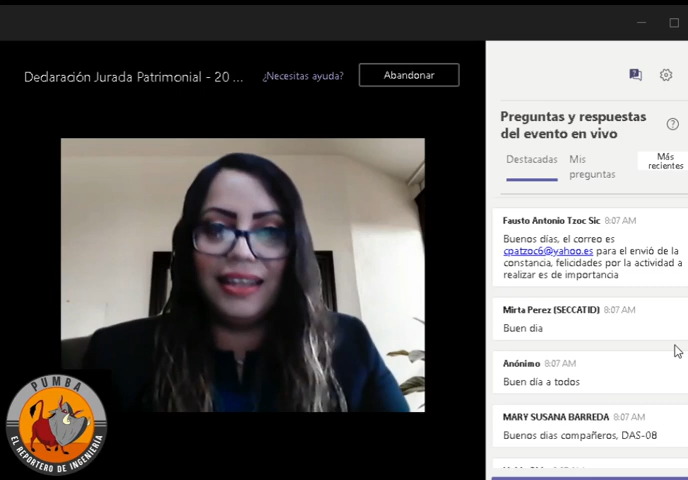 Declaración Jurada Patrimonial - 20 ...
¿Necesitas ayuda?
Abandonar
Preguntas y respuestas
del evento en vivo
Destacadas
Mis
preguntas
Más
recientes
Fausto Antonio Tzoc Sic 8:07 AM
Buenos días, el correo es
cpatzoc6@yahoo.es para el envió de la
constancia, felicidades por la actividad a
realizar es de importancia
Mirta Perez (SECCATID) 8:07 AM
Buen dia
Anónimo 8:07 AM
Buen día a todos
MARY SUSANA BARREDA 8:07 AM
Buenos dias compañeros, DAS-08
PUMBA
EL REPORTERO DE INGENIERÍA